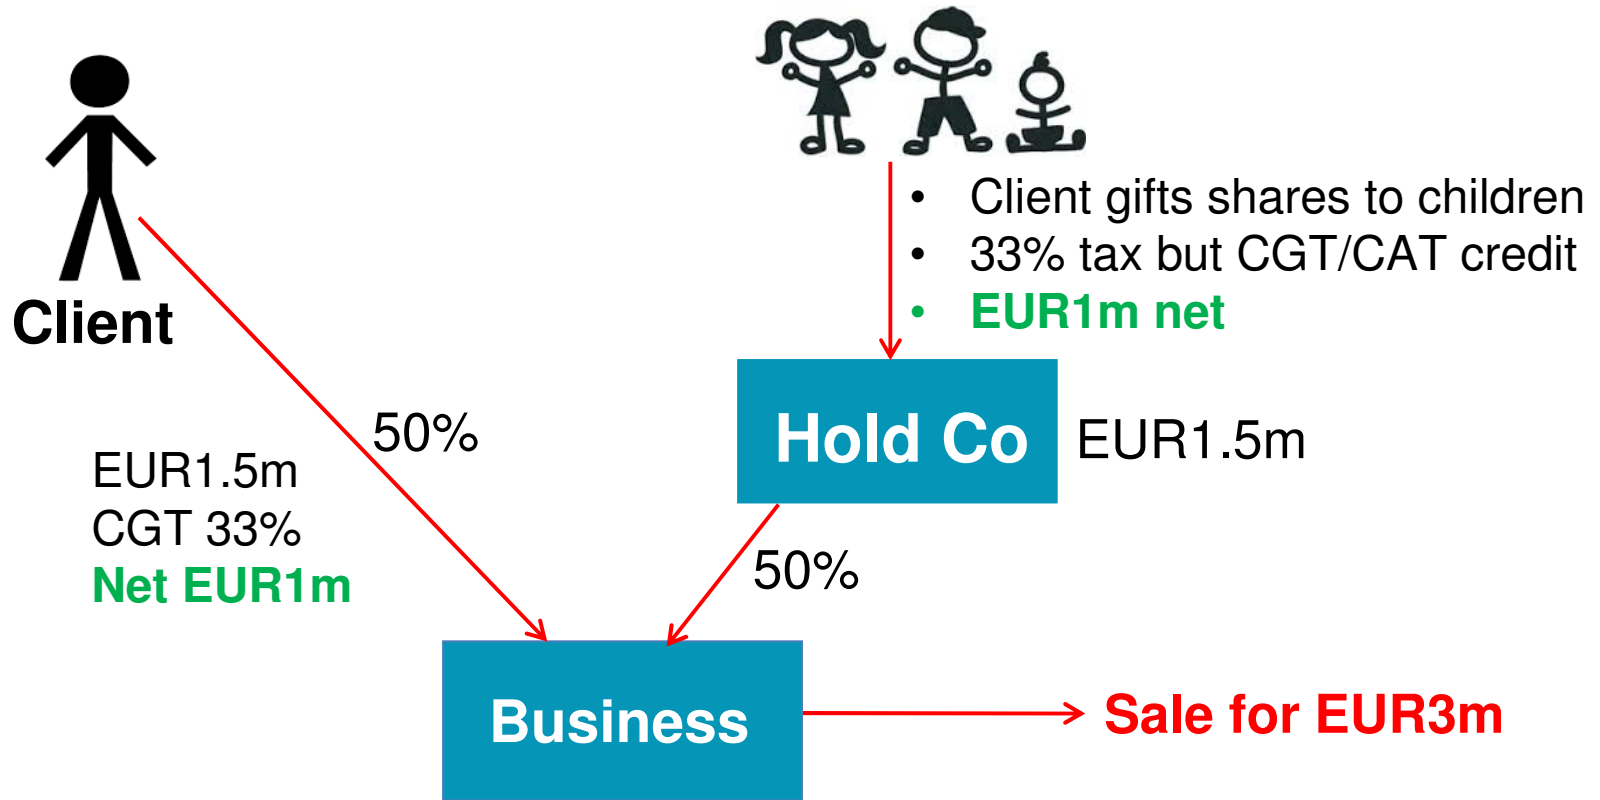 Client
• Client gifts shares to children
• 33% tax but CGT/CAT credit
• EUR1m net
50%
EUR1.5m
CGT 33%
Net EUR1m
Hold Co
EUR1.5m
50%
Business
Sale for EUR3m